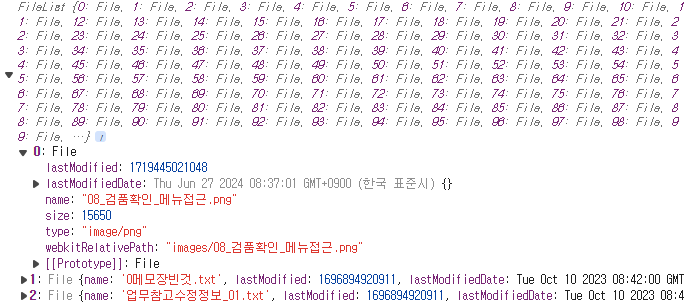 FileList {0: File, 1: File, 2: File, 3: File, 4: File, 5: File, 6: File, 7: File, 8: File, 9: File, 10: File, 11: File, 12: File, 13: File, 14: File, 15: File, 16: File, 17: File, 18: File, 19: File, 20: File, 21: File, 22: File, 23: File, 24: File, 25: File, 26: File, 27: File, 28: File, 29: File, 30: File, 31: File, 32: File, 33: File, 34: File, 35: File, 36: File, 37: File, 38: File, 39: File, 40: File, 41: File, 42: File, 43: File, 44: File, 45: File, 46: File, 47: File, 48: File, 49: File, 50: File, 51: File, 52: File, 53: File, 54: File, 55: File, 56: File, 57: File, 58: File, 59: File, 60: File, 61: File, 62: File, 63: File, 64: File, 65: File, 66: File, 67: File, 68: File, 69: File, 70: File, 71: File, 72: File, 73: File, 74: File, 75: File, 76: File, 77: File, 78: File, 79: File, 80: File, 81: File, 82: File, 83: File, 84: File, 85: File, 86: File, 87: File, 88: File, 89: File, 90: File, 91: File, 92: File, 93: File, 94: File, 95: File, 96: File, 97: File, 98: File, 99: File, …} i
▼ 0: File
lastModified: 1719445021048
▶ lastModifiedDate: Thu Jun 27 2024 08:37:01 GMT+0900 (한국 표준시) {}
name: "08_검품확인_메뉴접근.png"
size: 15650
type: "image/png"
webkitRelativePath: "images/08_검품확인_메뉴접근.png"
▶ [[Prototype]]: File
▶ 1: File {name: '0메모장빈것.txt', lastModified: 1696894920911, lastModifiedDate: Tue Oct 10 2023 08:42:00 GMT
▶ 2: File {name: '업무참고수정정보_01.txt', lastModified: 1696894920911, lastModifiedDate: Tue Oct 10 2023 08:4